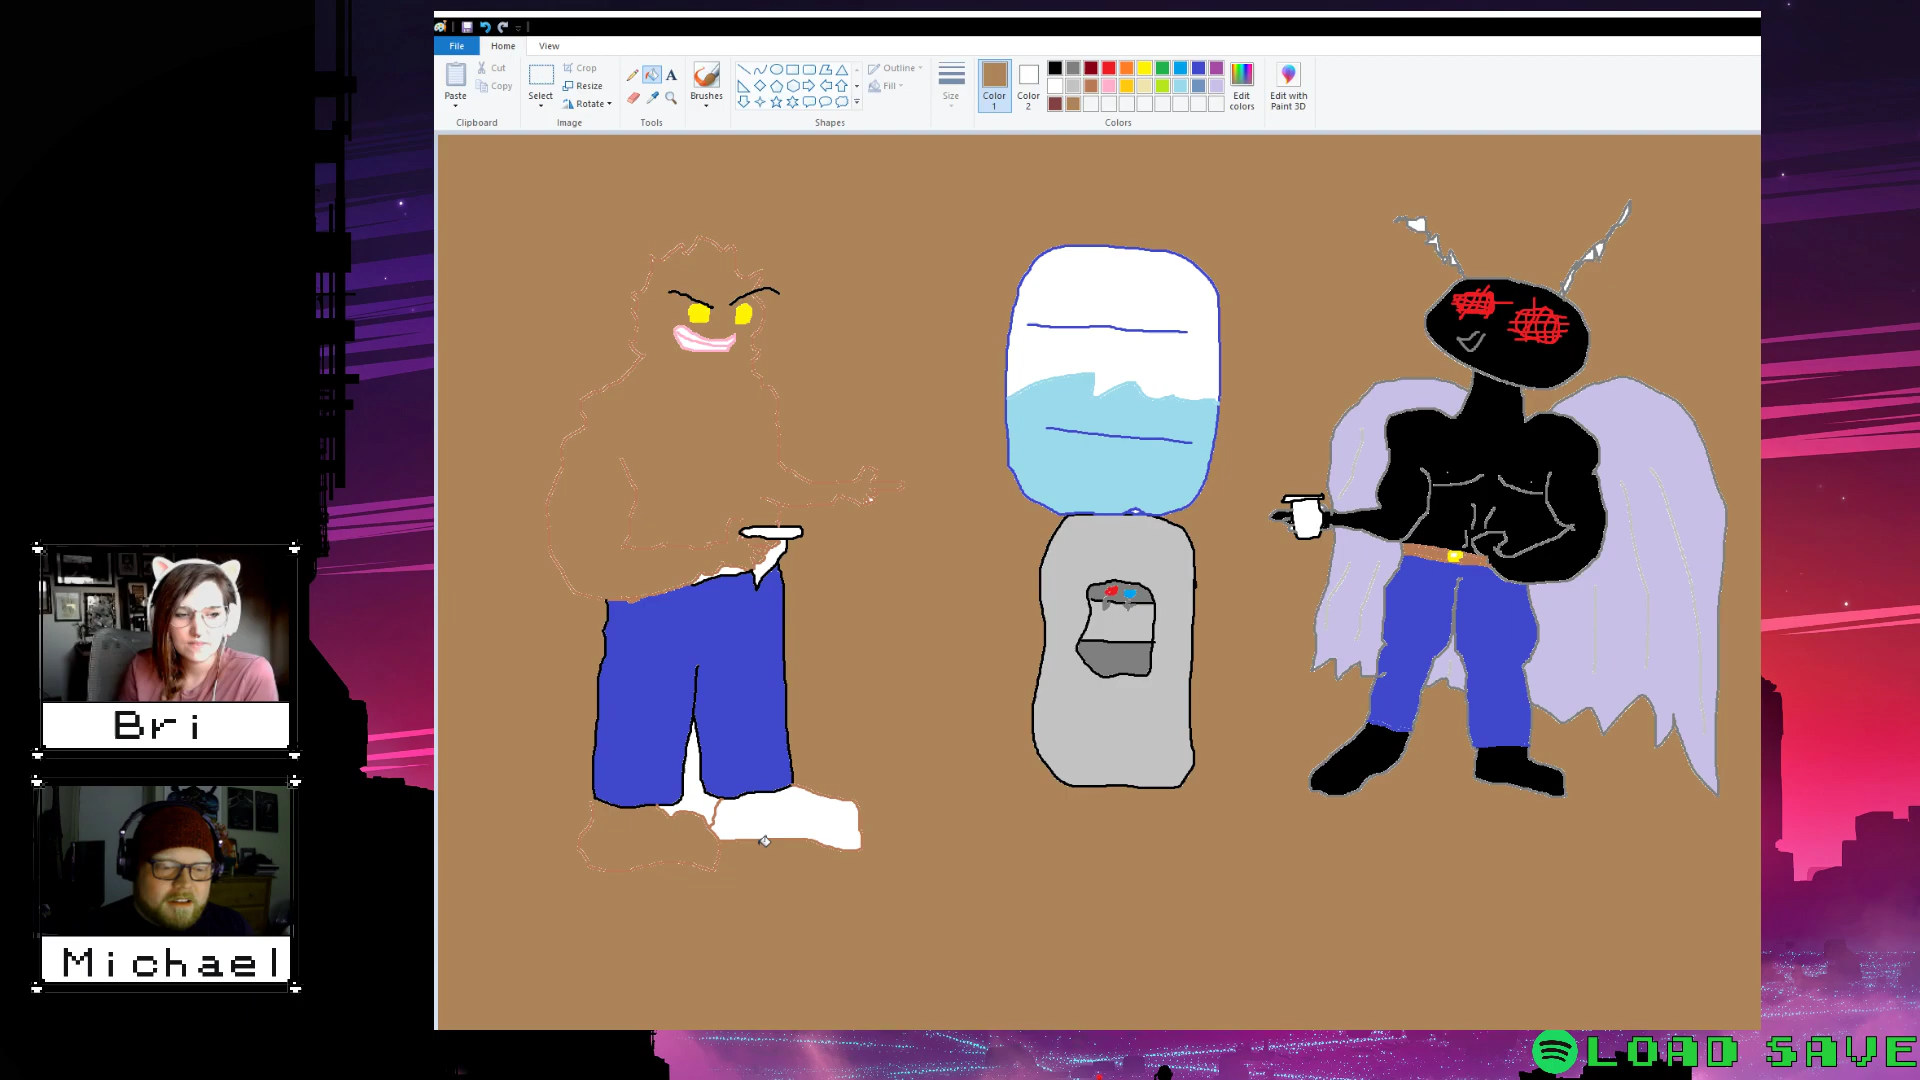 File Home View
Paste
Cut
Copy
Clipboard
Select
Crop
Resize
Rotate
Image
A
Tools
Brushes
Shapes
Outline
Fill
Size
Color 1
Color 2
Colors
Edit colors
Edit with Paint 3D
Bri
Michael
LOAD SAVE